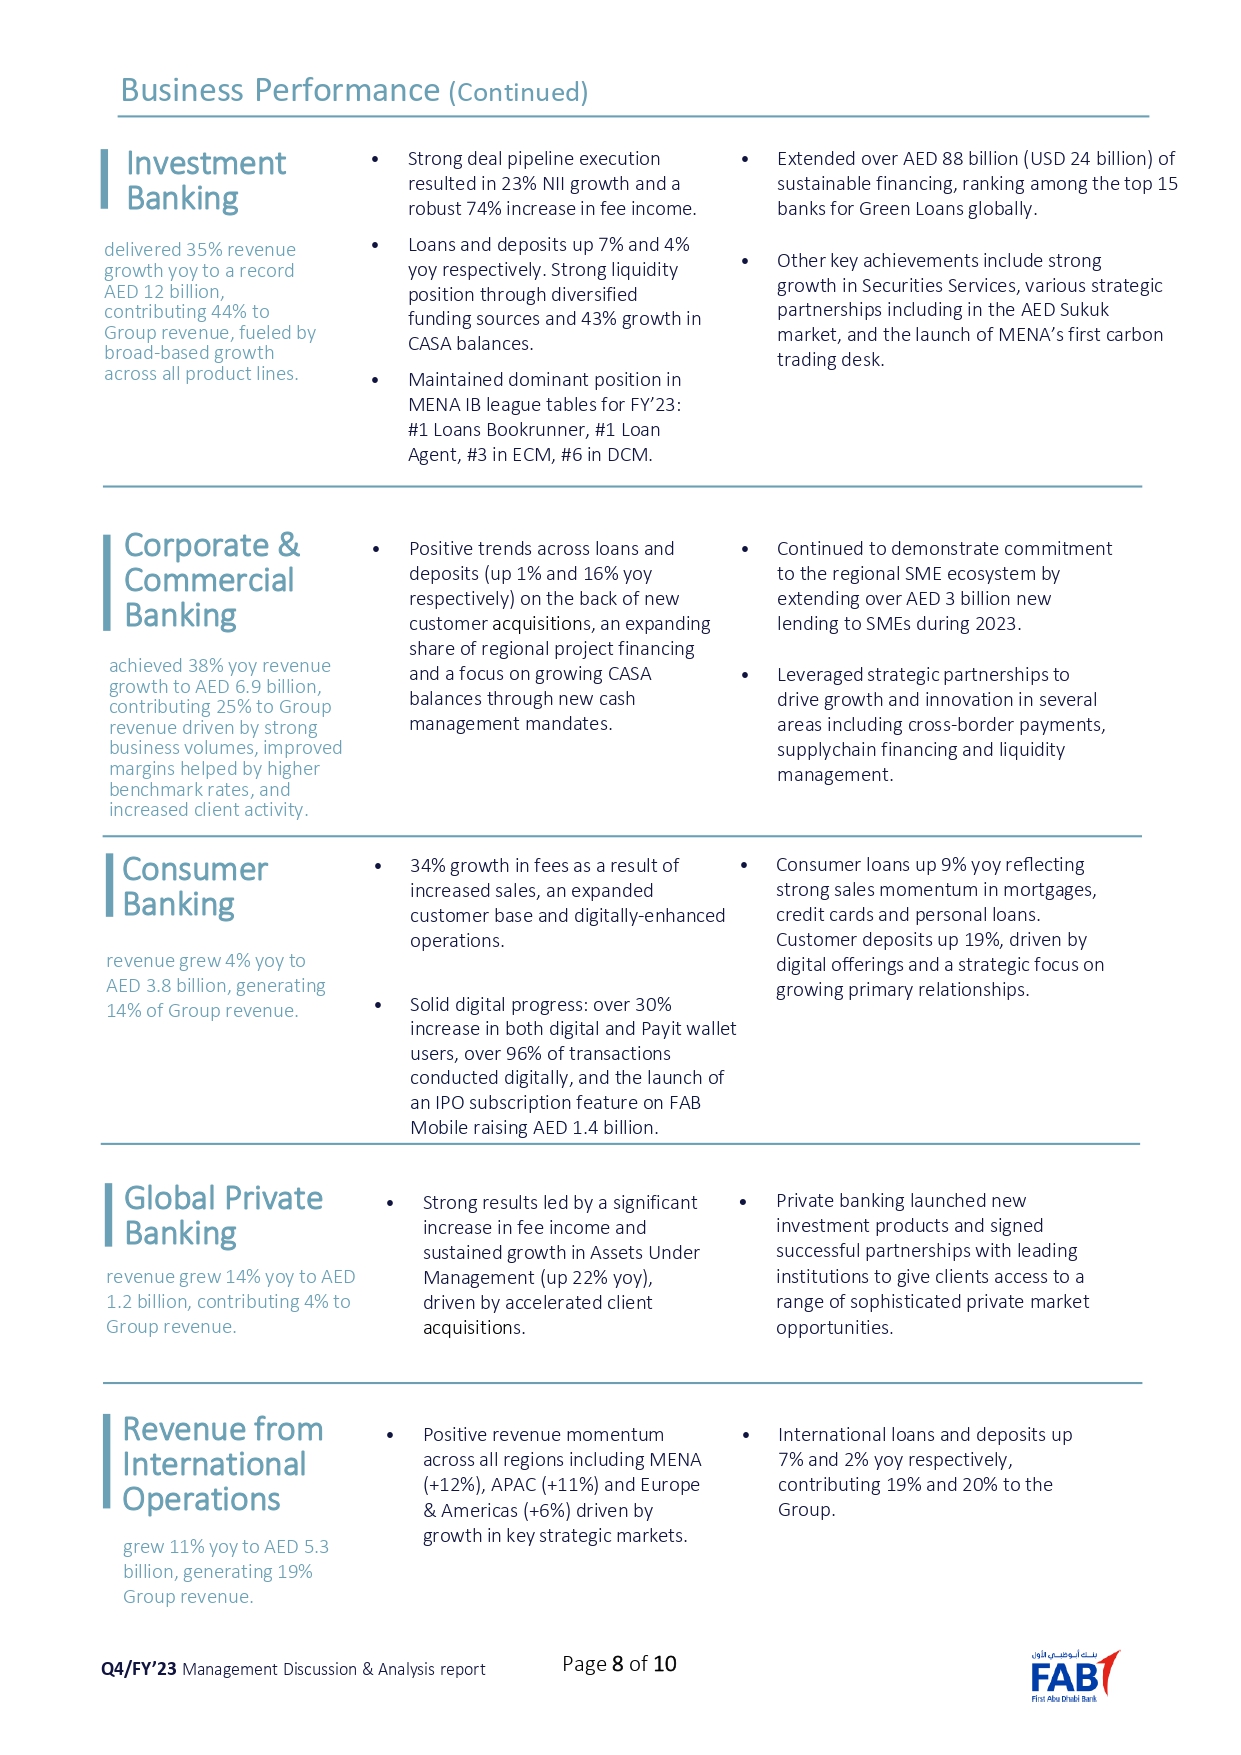 Business Performance (Continued)
Investment
Banking
delivered 35% revenue
growth yoy to a record
AED 12 billion,
contributing 44% to
Group revenue, fueled by
broad-based growth
across all product lines.
• Strong deal pipeline execution
resulted in 23% NII growth and a
robust 74% increase in fee income.
• Loans and deposits up 7% and 4%
yoy respectively. Strong liquidity
position through diversified
funding sources and 43% growth in
CASA balances.
• Maintained dominant position in
MENA IB league tables for FY’23:
#1 Loans Bookrunner, #1 Loan
Agent, #3 in ECM, #6 in DCM.
• Extended over AED 88 billion (USD 24 billion) of
sustainable financing, ranking among the top 15
banks for Green Loans globally.
• Other key achievements include strong
growth in Securities Services, various strategic
partnerships including in the AED Sukuk
market, and the launch of MENA’s first carbon
trading desk.
Corporate &
Commercial
Banking
achieved 38% yoy revenue
growth to AED 6.9 billion,
contributing 25% to Group
revenue driven by strong
business volumes, improved
margins helped by higher
benchmark rates, and
increased client activity.
• Positive trends across loans and
deposits (up 1% and 16% yoy
respectively) on the back of new
customer acquisitions, an expanding
share of regional project financing
and a focus on growing CASA
balances through new cash
management mandates.
• Continued to demonstrate commitment
to the regional SME ecosystem by
extending over AED 3 billion new
lending to SMEs during 2023.
• Leveraged strategic partnerships to
drive growth and innovation in several
areas including cross-border payments,
supplychain financing and liquidity
management.
Consumer
Banking
revenue grew 4% yoy to
AED 3.8 billion, generating
14% of Group revenue.
• 34% growth in fees as a result of
increased sales, an expanded
customer base and digitally-enhanced
operations.
• Solid digital progress: over 30%
increase in both digital and Payit wallet
users, over 96% of transactions
conducted digitally, and the launch of
an IPO subscription feature on FAB
Mobile raising AED 1.4 billion.
• Consumer loans up 9% yoy reflecting
strong sales momentum in mortgages,
credit cards and personal loans.
Customer deposits up 19%, driven by
digital offerings and a strategic focus on
growing primary relationships.
Global Private
Banking
revenue grew 14% yoy to AED
1.2 billion, contributing 4% to
Group revenue.
• Strong results led by a significant
increase in fee income and
sustained growth in Assets Under
Management (up 22% yoy),
driven by accelerated client
acquisitions.
• Private banking launched new
investment products and signed
successful partnerships with leading
institutions to give clients access to a
range of sophisticated private market
opportunities.
Revenue from
International
Operations
grew 11% yoy to AED 5.3
billion, generating 19%
Group revenue.
• Positive revenue momentum
across all regions including MENA
(+12%), APAC (+11%) and Europe
& Americas (+6%) driven by
growth in key strategic markets.
• International loans and deposits up
7% and 2% yoy respectively,
contributing 19% and 20% to the
Group.
Q4/FY’23 Management Discussion & Analysis report
Page 8 of 10
بنك أبوظبي الأول
FAB
First Abu Dhabi Bank